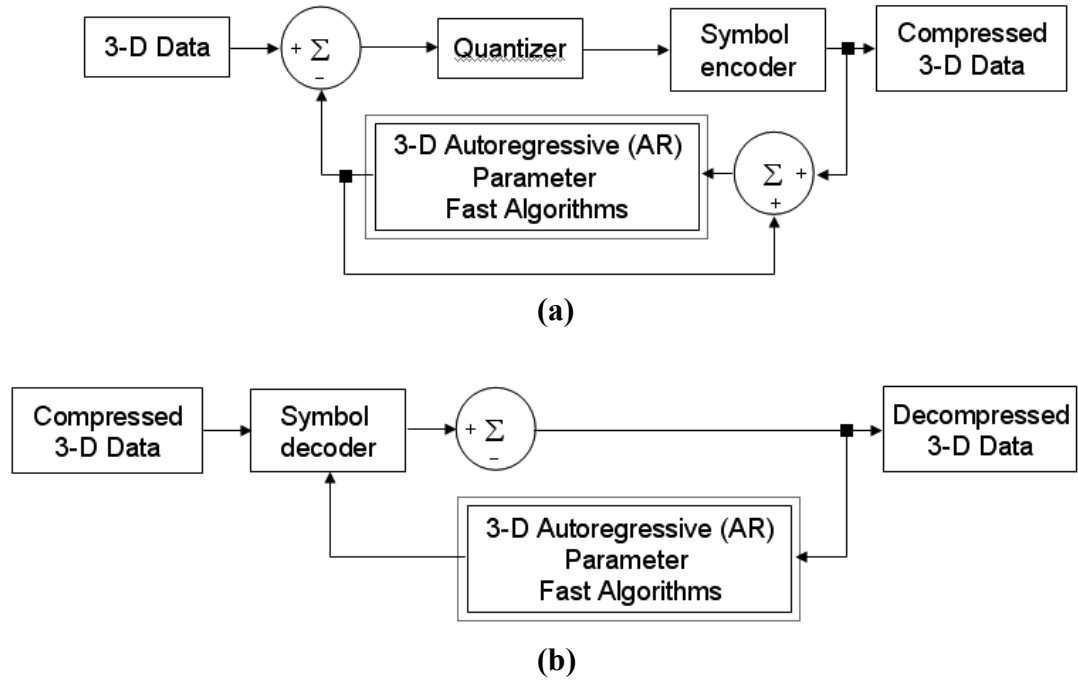 3-D Data
+ Σ
−
Quantizer
Symbol
encoder
Compressed
3-D Data
3-D Autoregressive (AR)
Parameter
Fast Algorithms
Σ +
+
(a)
Compressed
3-D Data
Symbol
decoder
+ Σ
−
Decompressed
3-D Data
3-D Autoregressive (AR)
Parameter
Fast Algorithms
(b)